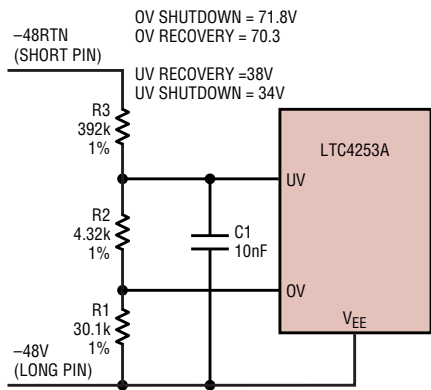 OV SHUTDOWN = 71.8V
OV RECOVERY = 70.3
UV RECOVERY =38V
UV SHUTDOWN = 34V
–48RTN
(SHORT PIN)
R3
392k
1%
LTC4253A
UV
R2
4.32k
1%
C1
10nF
OV
R1
30.1k
1%
VEE
–48V
(LONG PIN)